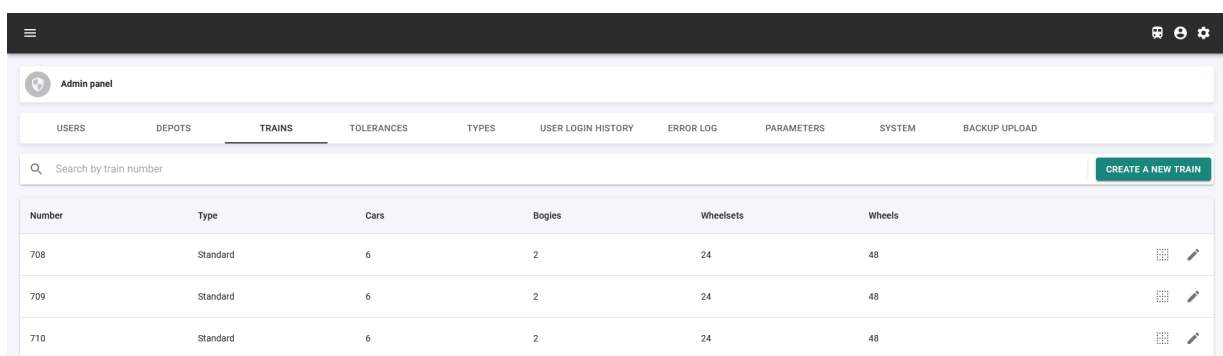 Admin panel
USERS DEPOTS TRAINS TOLERANCES TYPES USER LOGIN HISTORY ERROR LOG PARAMETERS SYSTEM BACKUP UPLOAD
Search by train number CREATE A NEW TRAIN
Number Type Cars Bogies Wheelsets Wheels
708 Standard 6 2 24 48
709 Standard 6 2 24 48
710 Standard 6 2 24 48